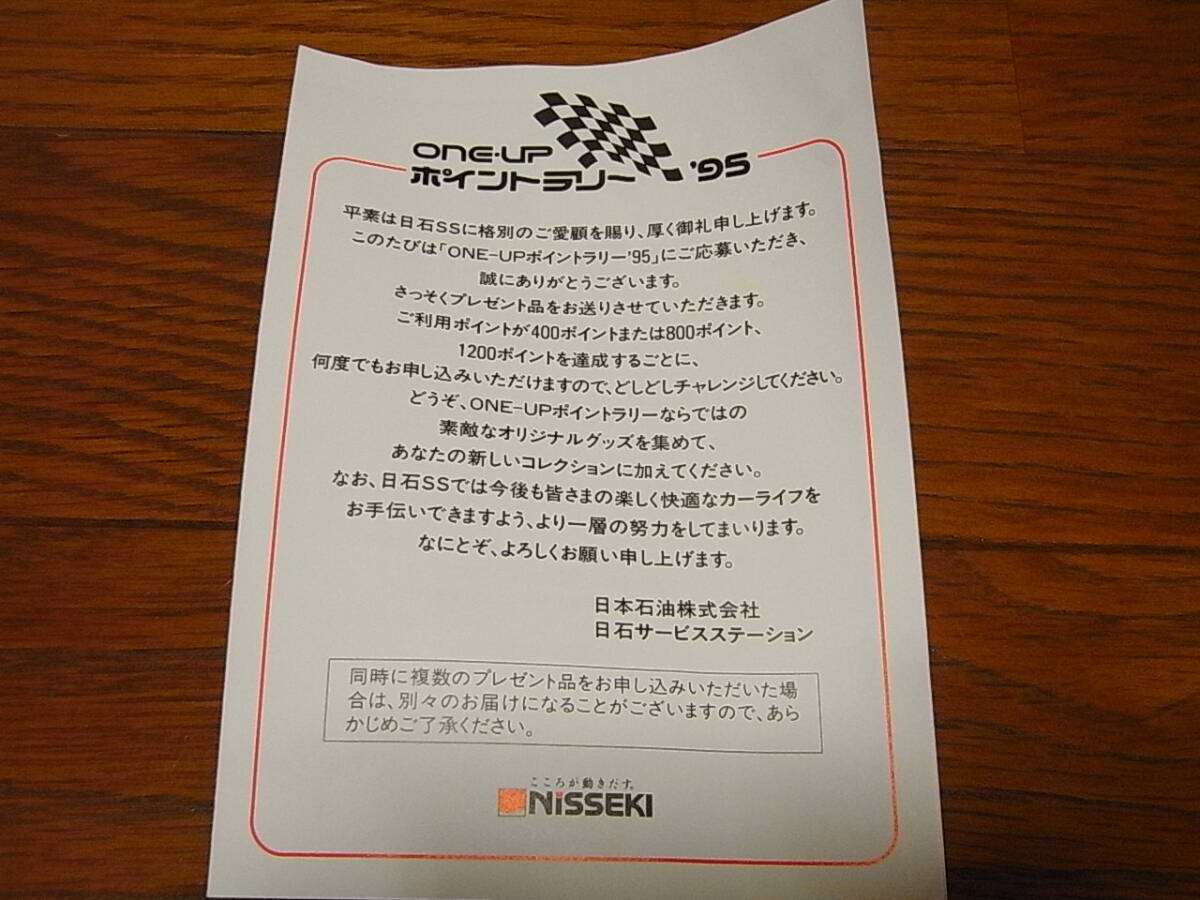 ONE・UP
ポイントラリー '95
平素は日石SSに格別のご愛顧を賜り、厚く御礼申し上げます。
このたびは「ONE-UPポイントラリー'95」にご応募いただき、
誠にありがとうございます。
さっそくプレゼント品をお送りさせていただきます。
ご利用ポイントが400ポイントまたは800ポイント、
1200ポイントを達成するごとに、
何度でもお申し込みいただけますので、どしどしチャレンジしてください。
どうぞ、ONE-UPポイントラリーならではの
素敵なオリジナルグッズを集めて、
あなたの新しいコレクションに加えてください。
なお、日石SSでは今後も皆さまの楽しく快適なカーライフを
お手伝いできますよう、より一層の努力をしてまいります。
なにとぞ、よろしくお願い申し上げます。
日本石油株式会社
日石サービスステーション
同時に複数のプレゼント品をお申し込みいただいた場
合は、別々のお届けになることがございますので、あら
かじめご了承ください。
こころが動きだす。
NISSEKI